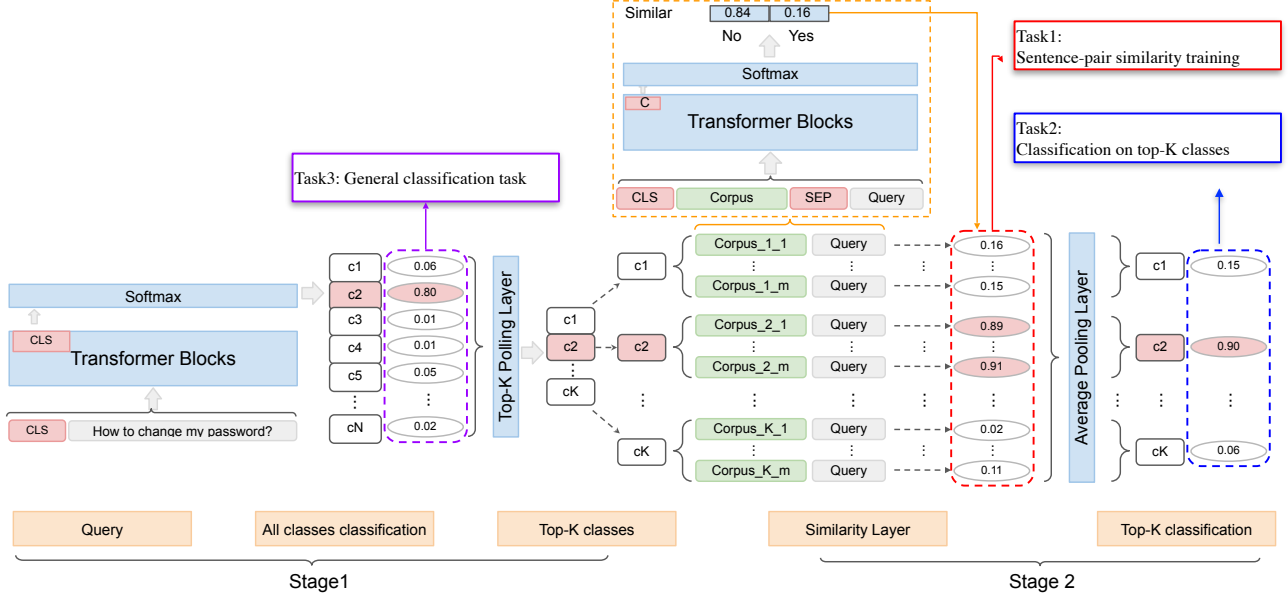 Similar
0.84 0.16
No Yes
Softmax
C
Transformer Blocks
CLS Corpus SEP Query
Task1:
Sentence-pair similarity training
Task2:
Classification on top-K classes
Task3: General classification task
Softmax
CLS
Transformer Blocks
CLS How to change my password?
c1 0.06
c2 0.80
c3 0.01
c4 0.01
c5 0.05
cN 0.02
Top-K Polling Layer
c1
c2
cK
c1
Corpus_1_1 Query 0.16
Corpus_1_m Query 0.15
c2
Corpus_2_1 Query 0.89
Corpus_2_m Query 0.91
cK
Corpus_K_1 Query 0.02
Corpus_K_m Query 0.11
Average Pooling Layer
c1 0.15
c2 0.90
cK 0.06
Query
All classes classification
Top-K classes
Similarity Layer
Top-K classification
Stage1
Stage 2